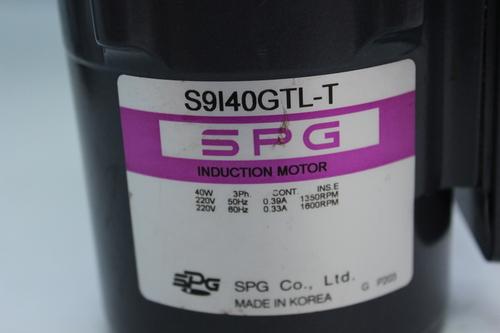 S9I40GTL-T
SPG
INDUCTION MOTOR
40W 3Ph. CONT. INS.E
220V 50Hz 0.39A 1350RPM
220V 60Hz 0.33A 1600RPM
SPG SPG Co., Ltd.
MADE IN KOREA G P203